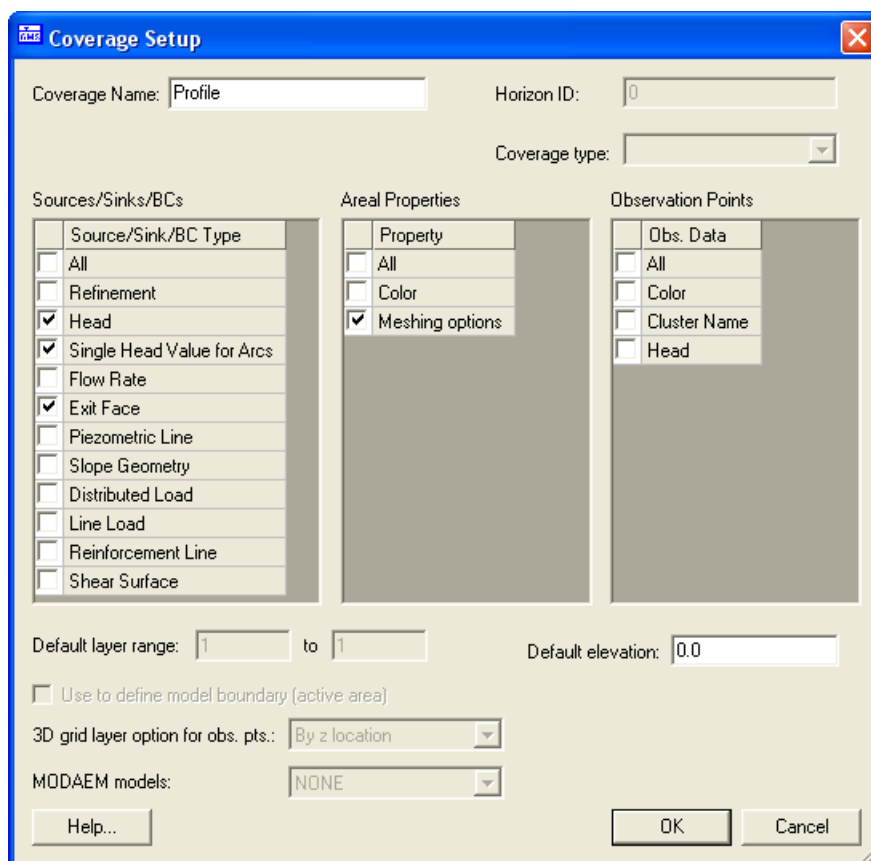 Coverage Setup
Coverage Name: Profile
Horizon ID: 0
Coverage type:
Sources/Sinks/BCs
Source/Sink/BC Type
All
Refinement
Head
Single Head Value for Arcs
Flow Rate
Exit Face
Piezometric Line
Slope Geometry
Distributed Load
Line Load
Reinforcement Line
Shear Surface
Areal Properties
Property
All
Color
Meshing options
Observation Points
Obs. Data
All
Color
Cluster Name
Head
Default layer range: 1 to 1
Default elevation: 0.0
Use to define model boundary (active area)
3D grid layer option for obs. pts.: By z location
MODAEM models: NONE
Help... OK Cancel